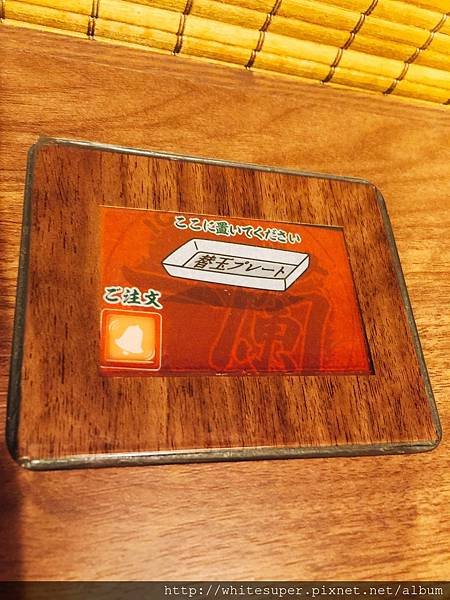 ここに置いてください
替玉プレート
ご注文
蘭
http://whitesuper.pixnet.net/album